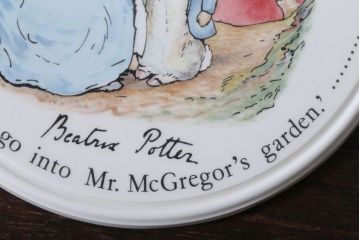 Beatrix Potter
go into Mr. McGregor's garden.' ..........